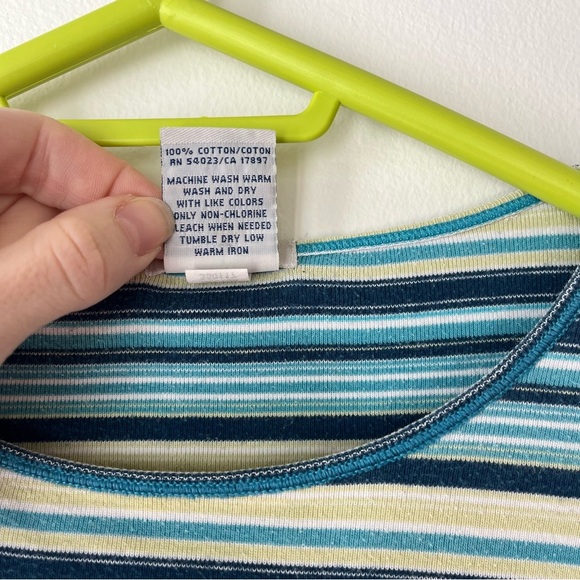 100% COTTON/COTON
RN 54023/CA 17897
MACHINE WASH WARM
WASH AND DRY
WITH LIKE COLORS
ONLY NON-CHLORINE
BLEACH WHEN NEEDED
TUMBLE DRY LOW
WARM IRON